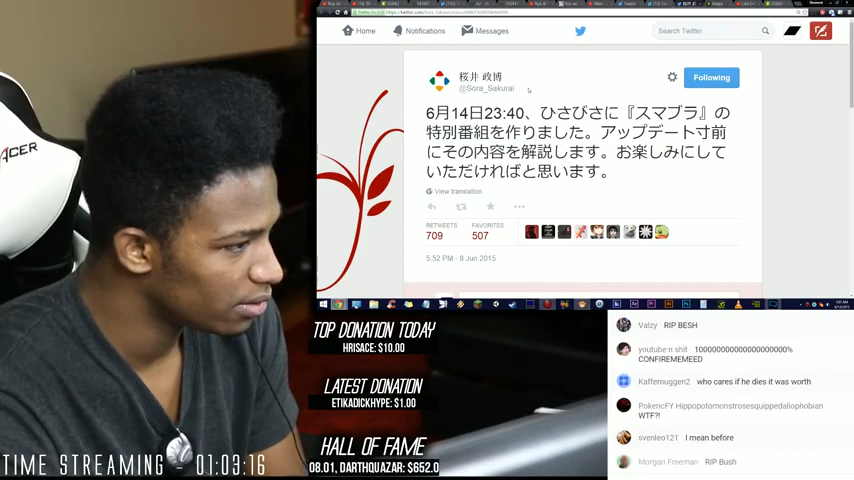 Home
Notifications
Messages
Search Twitter
桜井 政博
@Sora_Sakurai
Following
6月14日23:40、ひさびさに『スマブラ』の
特別番組を作りました。アップデート寸前
にその内容を解説します。お楽しみにして
いただければと思います。
View translation
RETWEETS
709
FAVORITES
507
5:52 PM - 8 Jun 2015
ACER
TOP DONATION TODAY
HRISACE: $10.00
LATEST DONATION
ETIKADICKHYPE: $1.00
HALL OF FAME
08.01, DARTHQUAZAR: $652.0
TIME STREAMING - 01:03:16
Valzy RIP BESH
youtube n shit
CONFIREMEMEED
Kaffemuggen2 who cares if he dies it was worth
PokericFY Hippopotomonstrosesquippedaliophobian
WTF?!
svenleo121 I mean before
Morgan Freeman RIP Bush